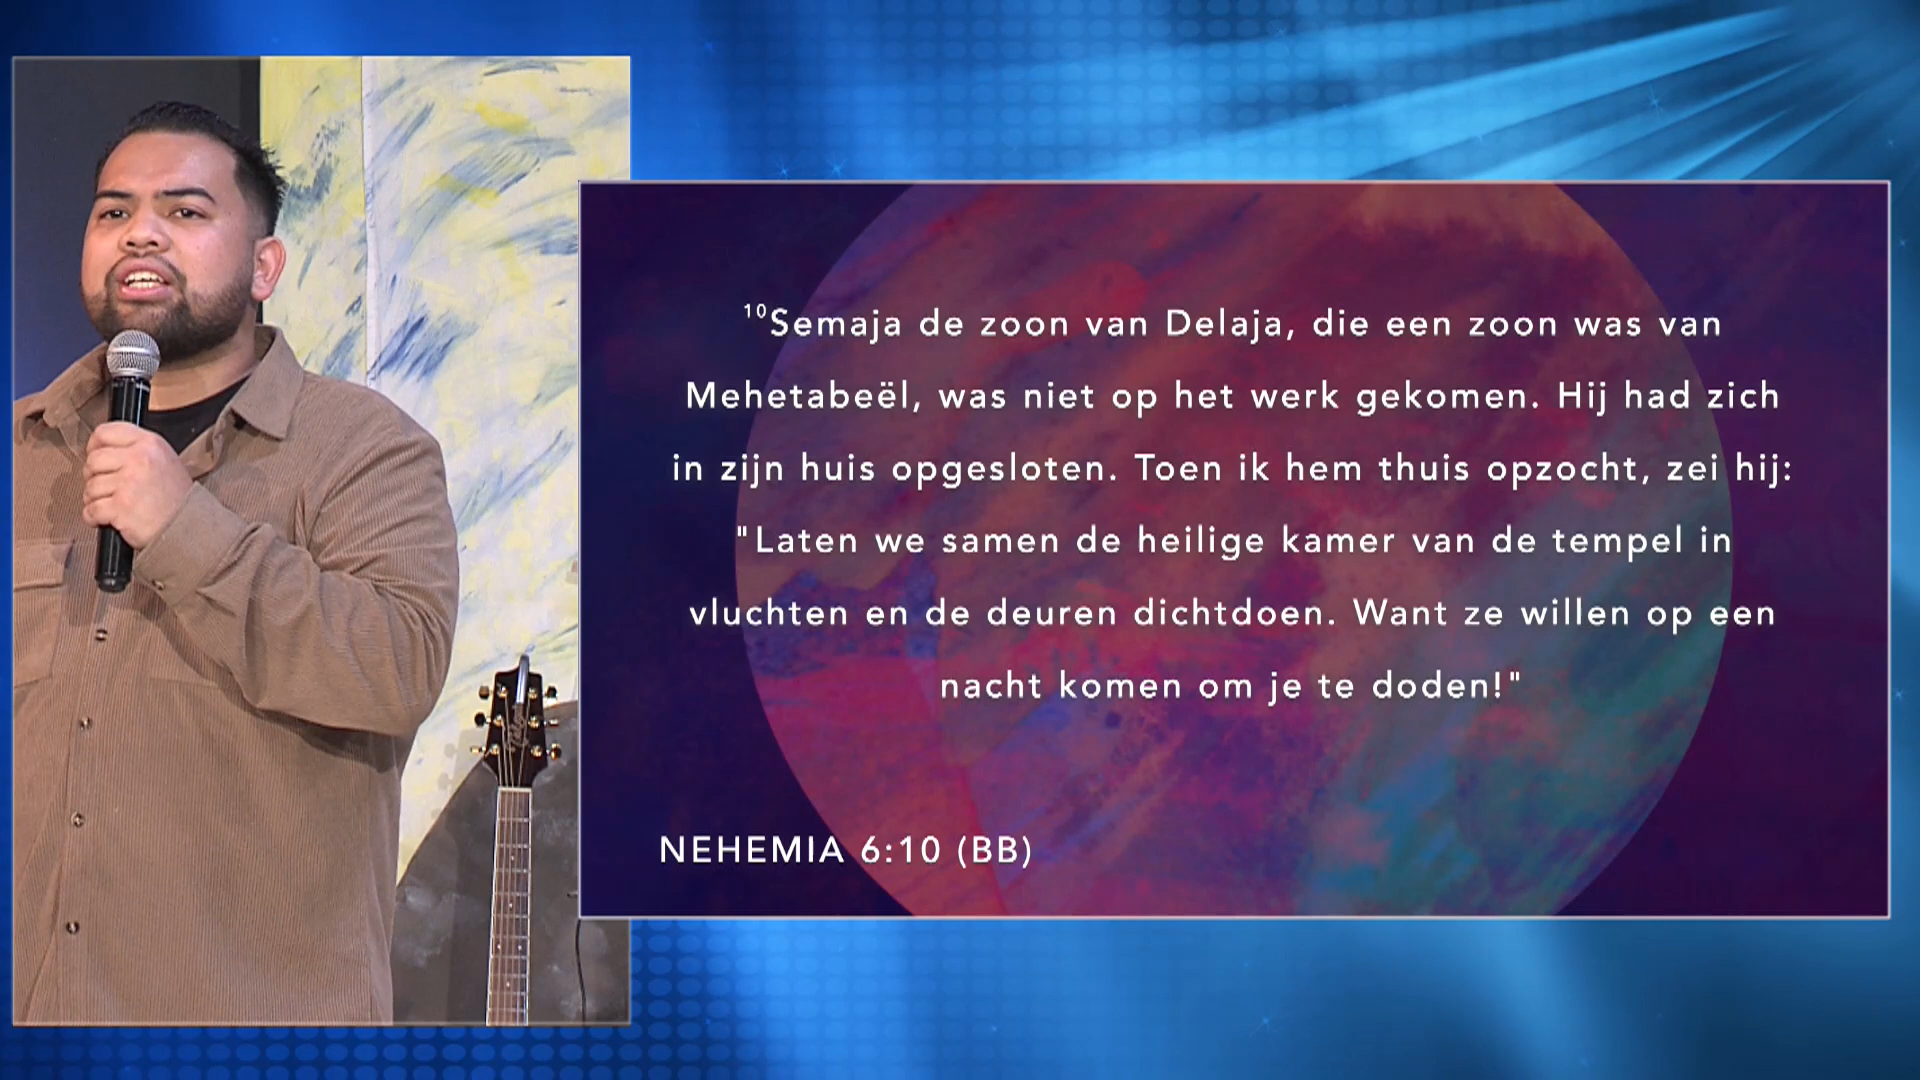 ¹⁰Semaja de zoon van Delaja, die een zoon was van
Mehetabeël, was niet op het werk gekomen. Hij had zich
in zijn huis opgesloten. Toen ik hem thuis opzocht, zei hij:
"Laten we samen de heilige kamer van de tempel in
vluchten en de deuren dichtdoen. Want ze willen op een
nacht komen om je te doden!"
NEHEMIA 6:10 (BB)